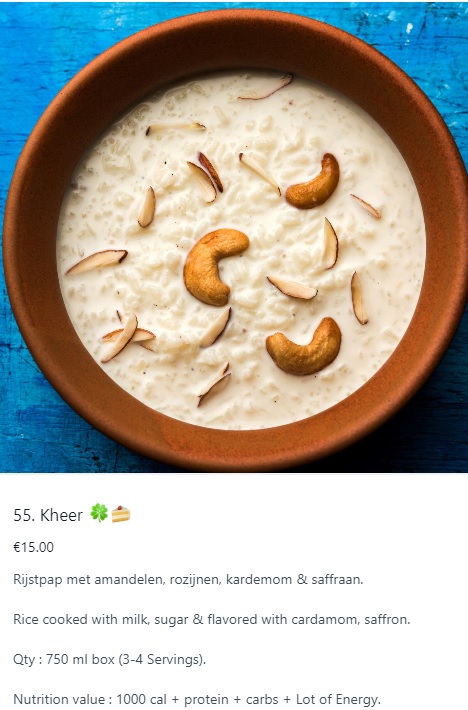 55. Kheer 🍀🍰
€15.00
Rijstpap met amandelen, rozijnen, kardemom & saffraan.
Rice cooked with milk, sugar & flavored with cardamom, saffron.
Qty : 750 ml box (3-4 Servings).
Nutrition value : 1000 cal + protein + carbs + Lot of Energy.